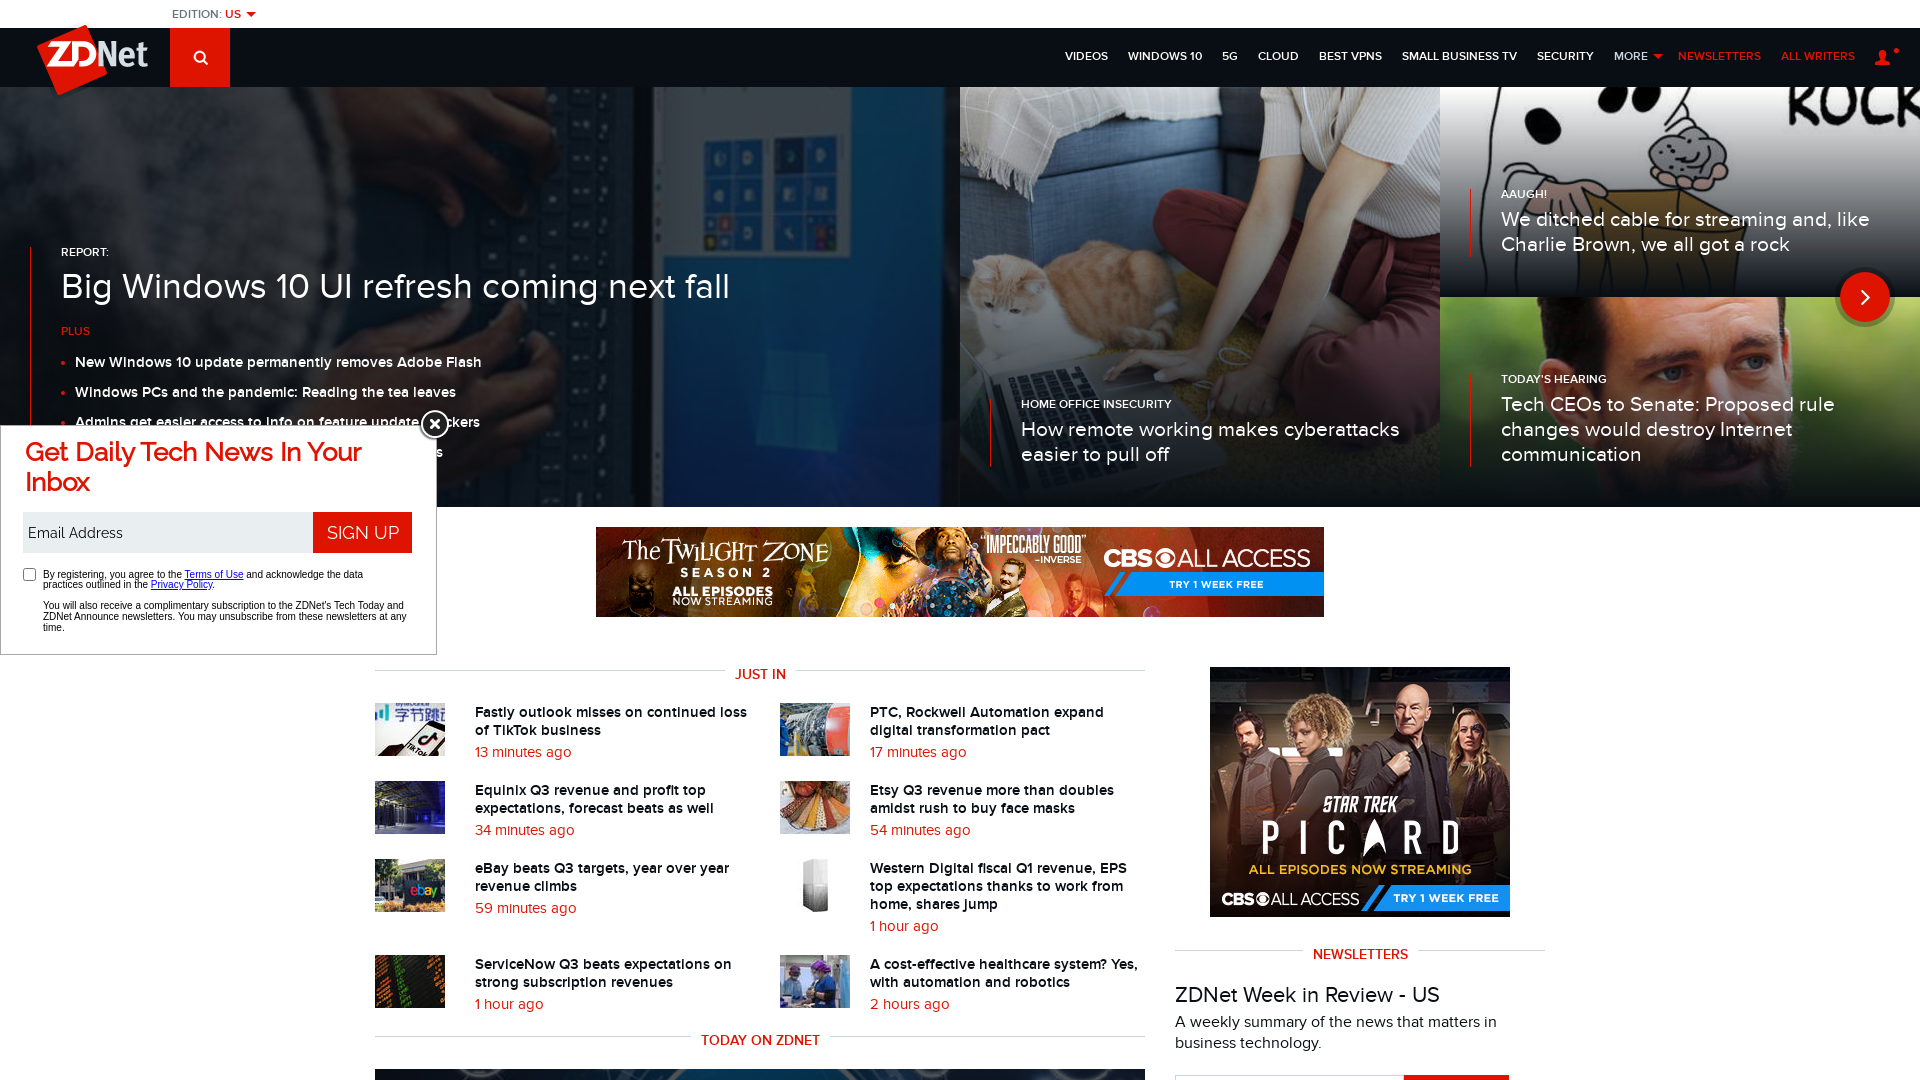 EDITION: US
ZDNet
VIDEOS
WINDOWS 10
5G
CLOUD
BEST VPNS
SMALL BUSINESS TV
SECURITY
MORE
NEWSLETTERS
ALL WRITERS
REPORT:
Big Windows 10 UI refresh coming next fall
PLUS
New Windows 10 update permanently removes Adobe Flash
Windows PCs and the pandemic: Reading the tea leaves
Admins get easier access to info on feature update
HOME OFFICE INSECURITY
How remote working makes cyberattacks
easier to pull off
ROCK
AAUGH!
We ditched cable for streaming and, like
Charlie Brown, we all got a rock
TODAY'S HEARING
Tech CEOs to Senate: Proposed rule
changes would destroy Internet
communication
Get Daily Tech News In Your
Inbox
Email Address
SIGN UP
By registering, you agree to the Terms of Use and acknowledge the data
practices outlined in the Privacy Policy.
You will also receive a complimentary subscription to the ZDNet's Tech Today and
ZDNet Announce newsletters. You may unsubscribe from these newsletters at any
time.
The TWILIGHT ZONE
SEASON 2
ALL EPISODES
NOW STREAMING
"IMPECCABLY GOOD"
-INVERSE
CBS ALL ACCESS
TRY 1 WEEK FREE
JUST IN
Fastly outlook misses on continued loss
of TikTok business
13 minutes ago
PTC, Rockwell Automation expand
digital transformation pact
17 minutes ago
Equinix Q3 revenue and profit top
expectations, forecast beats as well
34 minutes ago
Etsy Q3 revenue more than doubles
amidst rush to buy face masks
54 minutes ago
ebay
eBay beats Q3 targets, year over year
revenue climbs
59 minutes ago
Western Digital fiscal Q1 revenue, EPS
top expectations thanks to work from
home, shares jump
1 hour ago
ServiceNow Q3 beats expectations on
strong subscription revenues
1 hour ago
A cost-effective healthcare system? Yes,
with automation and robotics
2 hours ago
TODAY ON ZDNET
STAR TREK
PICARD
ALL EPISODES NOW STREAMING
CBS ALL ACCESS
TRY 1 WEEK FREE
NEWSLETTERS
ZDNet Week in Review - US
A weekly summary of the news that matters in
business technology.